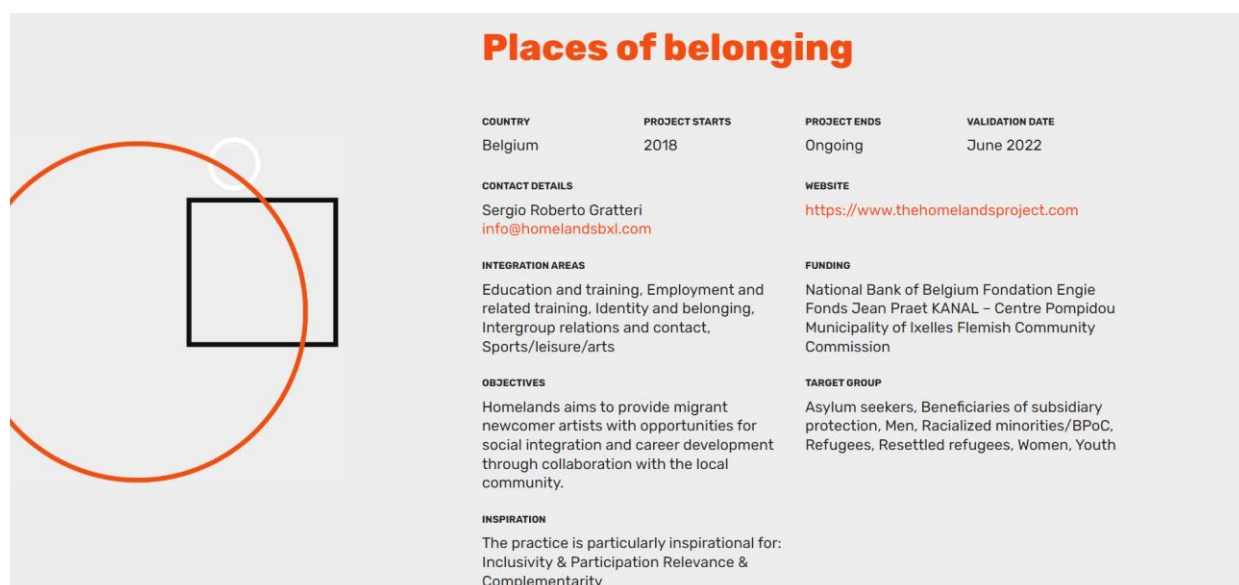 Places of belonging
COUNTRY
Belgium
PROJECT STARTS
2018
PROJECT ENDS
Ongoing
VALIDATION DATE
June 2022
CONTACT DETAILS
Sergio Roberto Gratteri
info@homelandsbxl.com
WEBSITE
https://www.thehomelandsproject.com
INTEGRATION AREAS
Education and training, Employment and
related training, Identity and belonging,
Intergroup relations and contact,
Sports/leisure/arts
FUNDING
National Bank of Belgium Fondation Engie
Fonds Jean Praet KANAL – Centre Pompidou
Municipality of Ixelles Flemish Community
Commission
OBJECTIVES
Homelands aims to provide migrant
newcomer artists with opportunities for
social integration and career development
through collaboration with the local
community.
TARGET GROUP
Asylum seekers, Beneficiaries of subsidiary
protection, Men, Racialized minorities/BPoC,
Refugees, Resettled refugees, Women, Youth
INSPIRATION
The practice is particularly inspirational for:
Inclusivity & Participation Relevance &
Complementarity